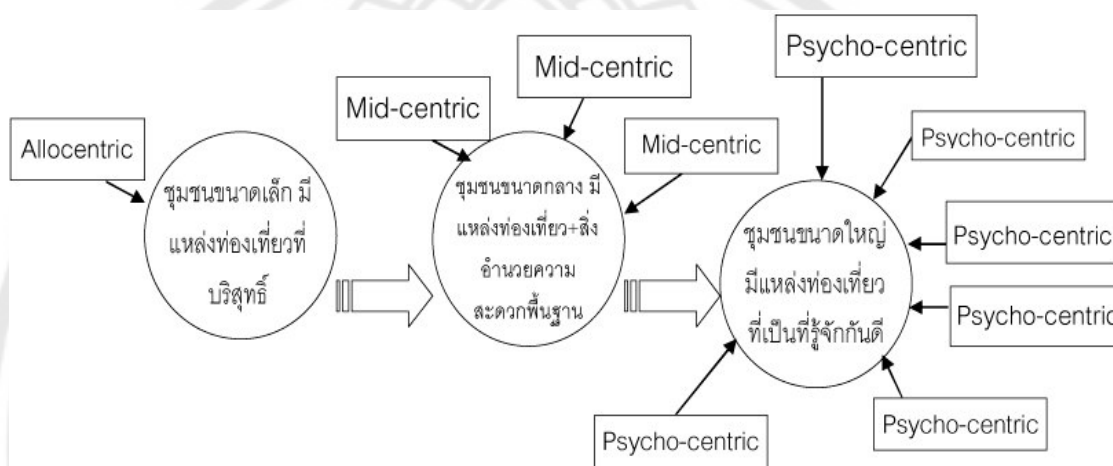 Allocentric
ชุมชนขนาดเล็ก มี
แหล่งท่องเที่ยวที่
บริสุทธิ์
Mid-centric
Mid-centric
Mid-centric
ชุมชนขนาดกลาง มี
แหล่งท่องเที่ยว+สิ่ง
อำนวยความ
สะดวกพื้นฐาน
Psycho-centric
Psycho-centric
Psycho-centric
Psycho-centric
Psycho-centric
Psycho-centric
ชุมชนขนาดใหญ่
มีแหล่งท่องเที่ยว
ที่เป็นที่รู้จักกันดี